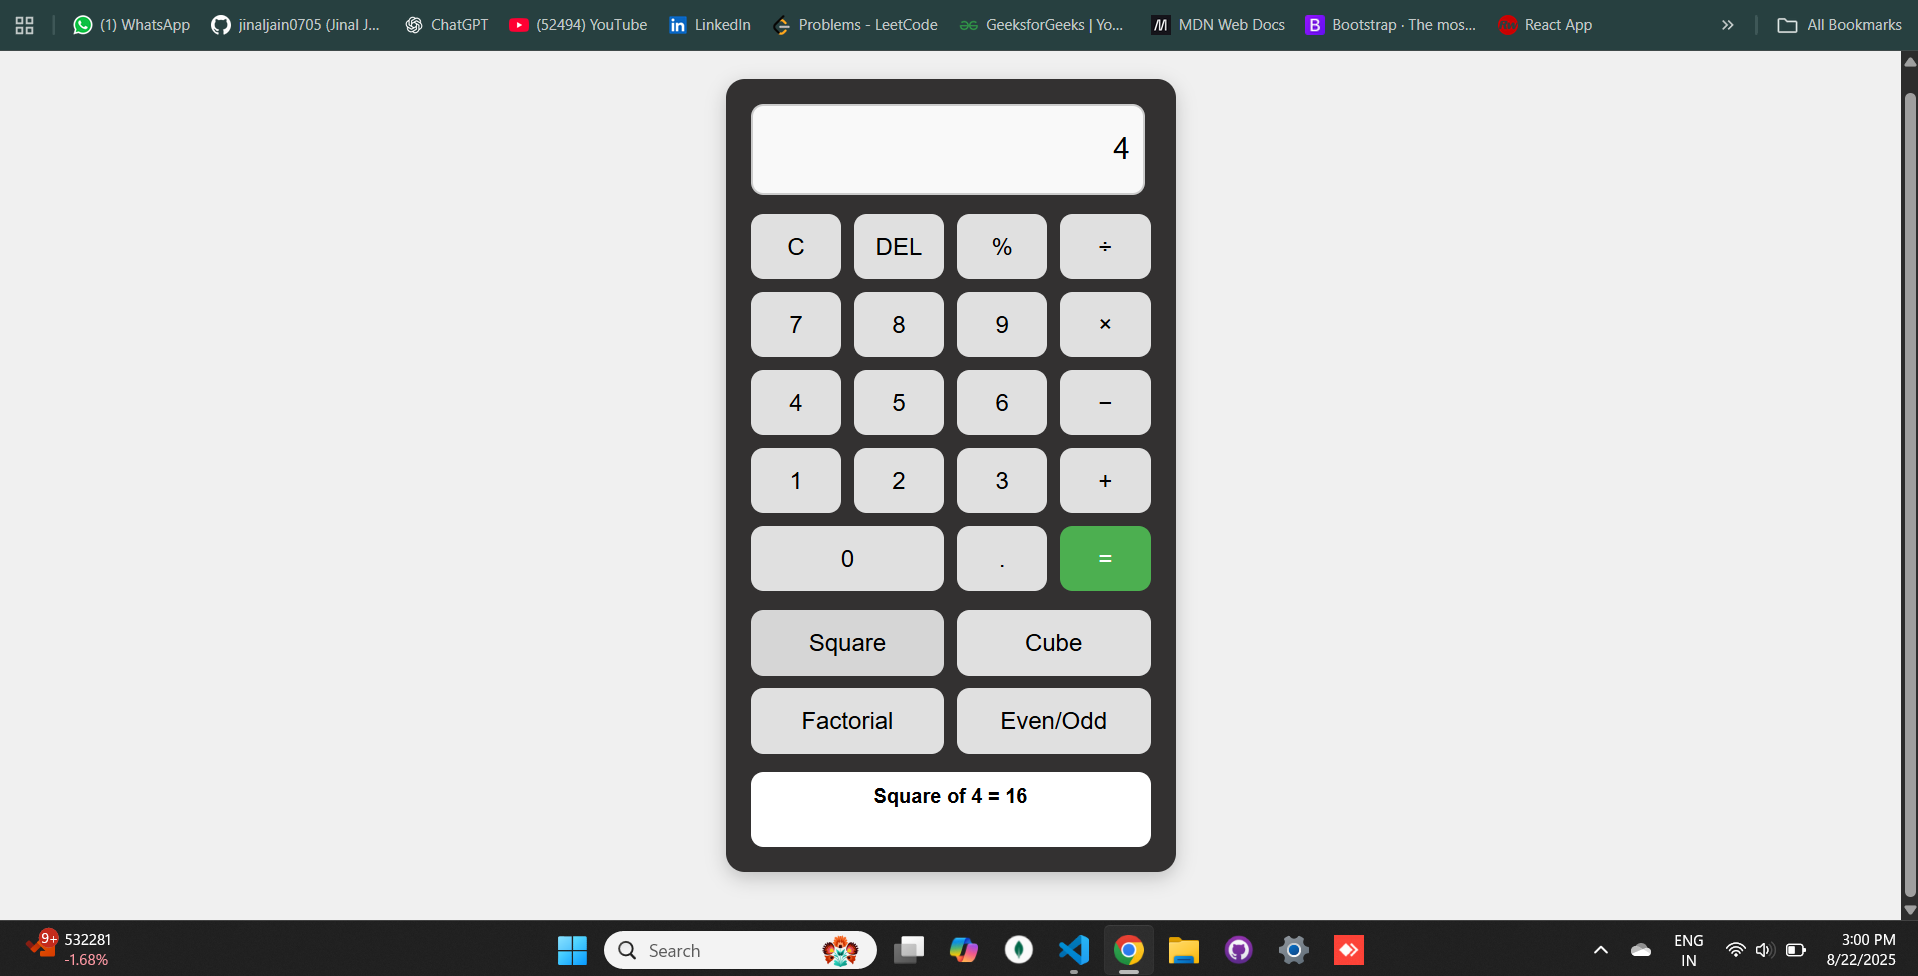 (1) WhatsApp jinaljain0705 (Jinal J... ChatGPT (52494) YouTube in LinkedIn Problems - LeetCode GeeksforGeeks | Yo... M MDN Web Docs B Bootstrap · The mos... React App » All Bookmarks
4
C DEL % ÷
7 8 9 ×
4 5 6 −
1 2 3 +
0 . =
Square Cube
Factorial Even/Odd
Square of 4 = 16
9+ 532281
-1.68%
Search
ENG
IN
3:00 PM
8/22/2025